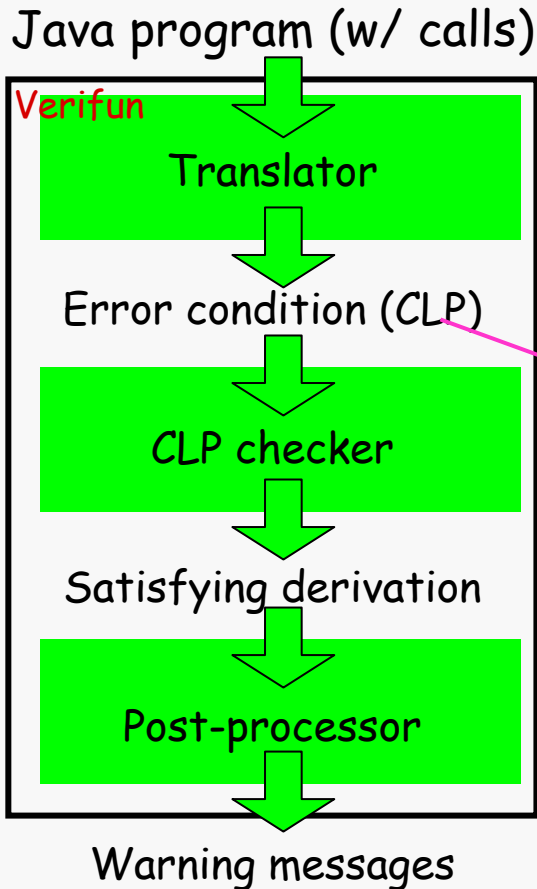 Java program (w/ calls)
Verifun
Translator
Error condition (CLP)
CLP checker
Satisfying derivation
Post-processor
Warning messages